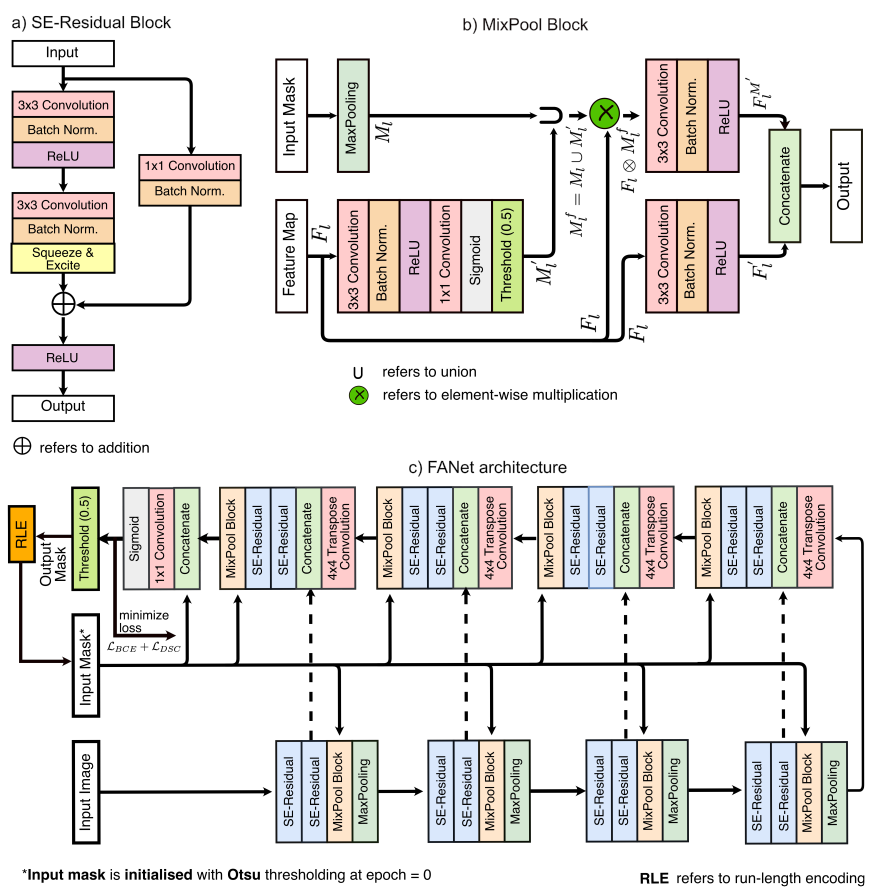 a) SE-Residual Block
Input
3x3 Convolution
Batch Norm.
ReLU
3x3 Convolution
Batch Norm.
Squeeze &
Excite
1x1 Convolution
Batch Norm.
ReLU
Output
⊕ refers to addition
b) MixPool Block
Input Mask
MaxPooling
M_l
∪
M_l^f = M_l ∪ M_l'
×
F_l ⊗ M_l^f
3x3 Convolution
Batch Norm.
ReLU
F_l^{M'}
Feature Map
F_l
3x3 Convolution
Batch Norm.
ReLU
1x1 Convolution
Sigmoid
Threshold (0.5)
M_l'
F_l
F_l
3x3 Convolution
Batch Norm.
ReLU
F_l'
Concatenate
Output
∪ refers to union
× refers to element-wise multiplication
c) FANet architecture
RLE
Output
Mask
Threshold (0.5)
Sigmoid
1x1 Convolution
Concatenate
MixPool Block
SE-Residual
SE-Residual
Concatenate
4x4 Transpose
Convolution
MixPool Block
SE-Residual
SE-Residual
Concatenate
4x4 Transpose
Convolution
MixPool Block
SE-Residual
SE-Residual
Concatenate
4x4 Transpose
Convolution
MixPool Block
SE-Residual
SE-Residual
Concatenate
4x4 Transpose
Convolution
minimize
loss
ℒ_BCE + ℒ_DSC
Input Mask*
Input Image
SE-Residual
SE-Residual
MixPool Block
MaxPooling
SE-Residual
SE-Residual
MixPool Block
MaxPooling
SE-Residual
SE-Residual
MixPool Block
MaxPooling
SE-Residual
SE-Residual
MixPool Block
MaxPooling
*Input mask is initialised with Otsu thresholding at epoch = 0
RLE refers to run-length encoding